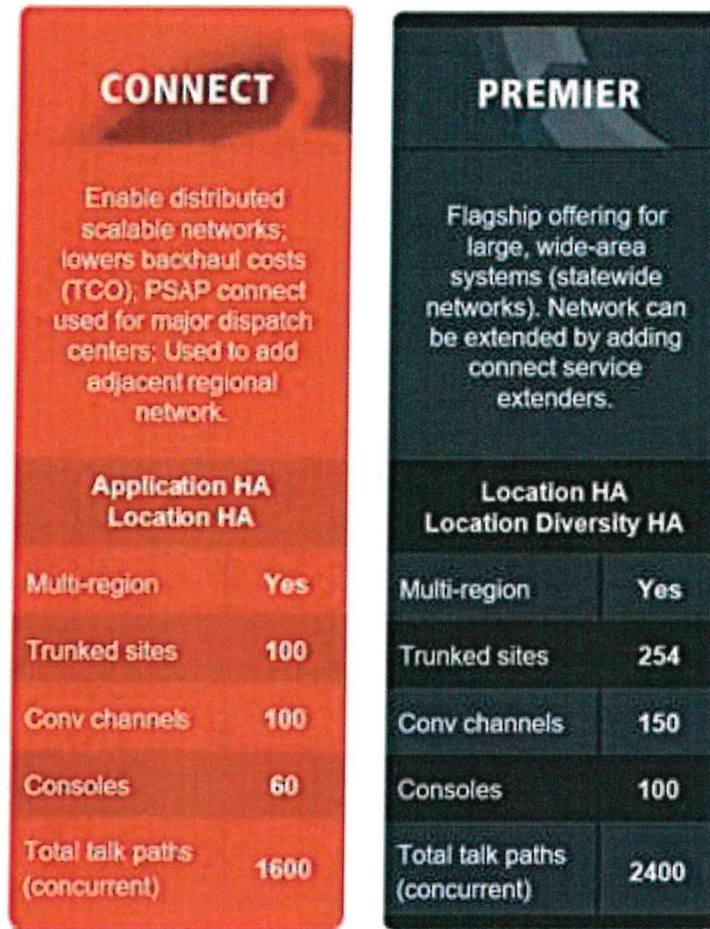 CONNECT
Enable distributed
scalable networks;
lowers backhaul costs
(TCO); PSAP connect
used for major dispatch
centers; Used to add
adjacent regional
network.
Application HA
Location HA
Multi-region Yes
Trunked sites 100
Conv channels 100
Consoles 60
Total talk paths
(concurrent) 1600
PREMIER
Flagship offering for
large, wide-area
systems (statewide
networks). Network can
be extended by adding
connect service
extenders.
Location HA
Location Diversity HA
Multi-region Yes
Trunked sites 254
Conv channels 150
Consoles 100
Total talk paths
(concurrent) 2400